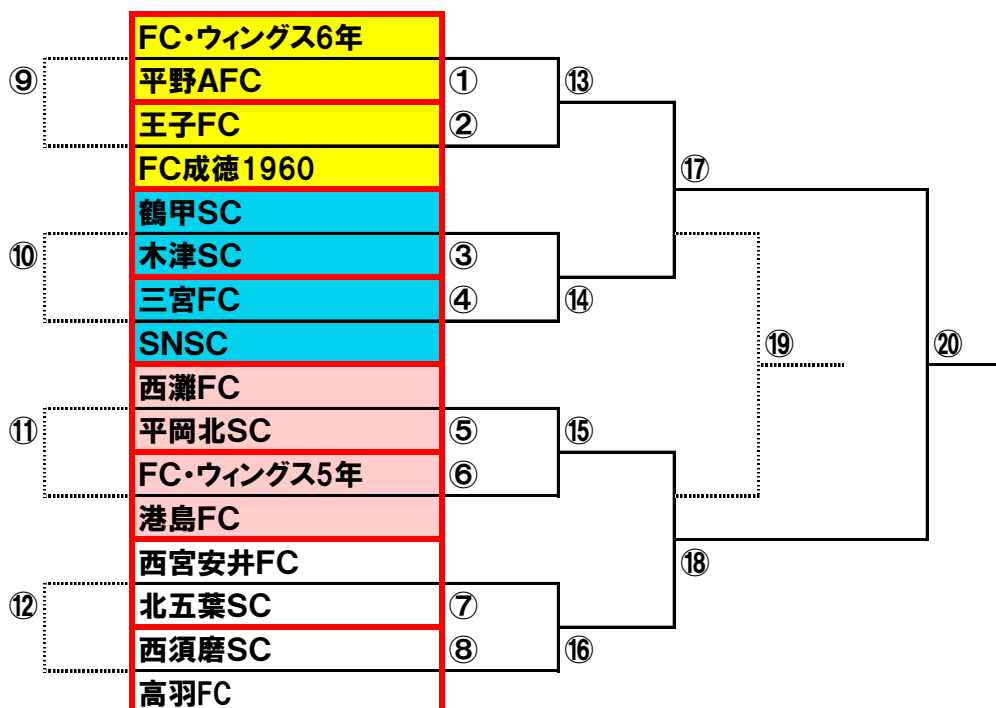 FC・ウィングス6年
⑨ 平野AFC ① ⑬
王子FC ②
FC成徳1960 ⑰
鶴甲SC
⑩ 木津SC ③
三宮FC ④ ⑭
SNSC ⑲ ⑳
西灘FC
⑪ 平岡北SC ⑤ ⑮
FC・ウィングス5年 ⑥
港島FC
西宮安井FC ⑱
⑫ 北五葉SC ⑦
西須磨SC ⑧ ⑯
高羽FC